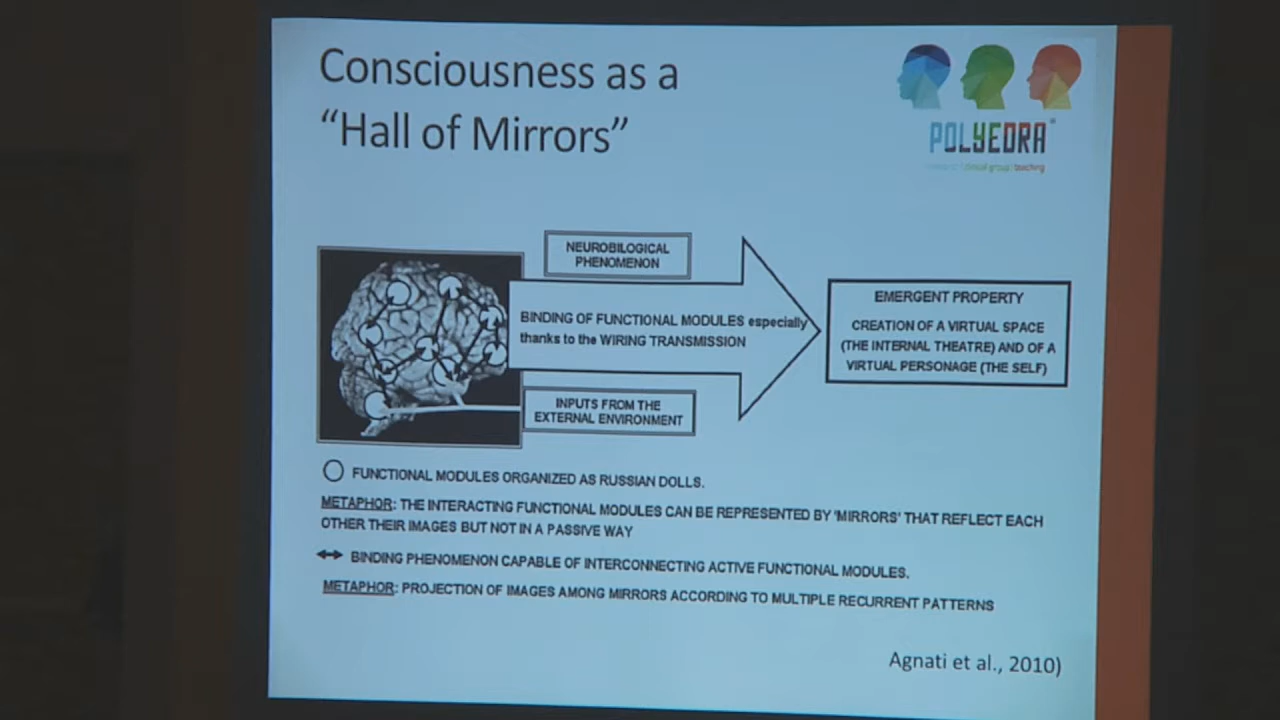 Consciousness as a
“Hall of Mirrors”
POLYEDRA
clinical group
teaching
NEUROBILOGICAL
PHENOMENON
BINDING OF FUNCTIONAL MODULES especially
thanks to the WIRING TRANSMISSION
INPUTS FROM THE
EXTERNAL ENVIRONMENT
EMERGENT PROPERTY
CREATION OF A VIRTUAL SPACE
(THE INTERNAL THEATRE) AND OF A
VIRTUAL PERSONAGE (THE SELF)
FUNCTIONAL MODULES ORGANIZED AS RUSSIAN DOLLS.
METAPHOR: THE INTERACTING FUNCTIONAL MODULES CAN BE REPRESENTED BY 'MIRRORS' THAT REFLECT EACH
OTHER THEIR IMAGES BUT NOT IN A PASSIVE WAY
BINDING PHENOMENON CAPABLE OF INTERCONNECTING ACTIVE FUNCTIONAL MODULES.
METAPHOR: PROJECTION OF IMAGES AMONG MIRRORS ACCORDING TO MULTIPLE RECURRENT PATTERNS
Agnati et al., 2010)